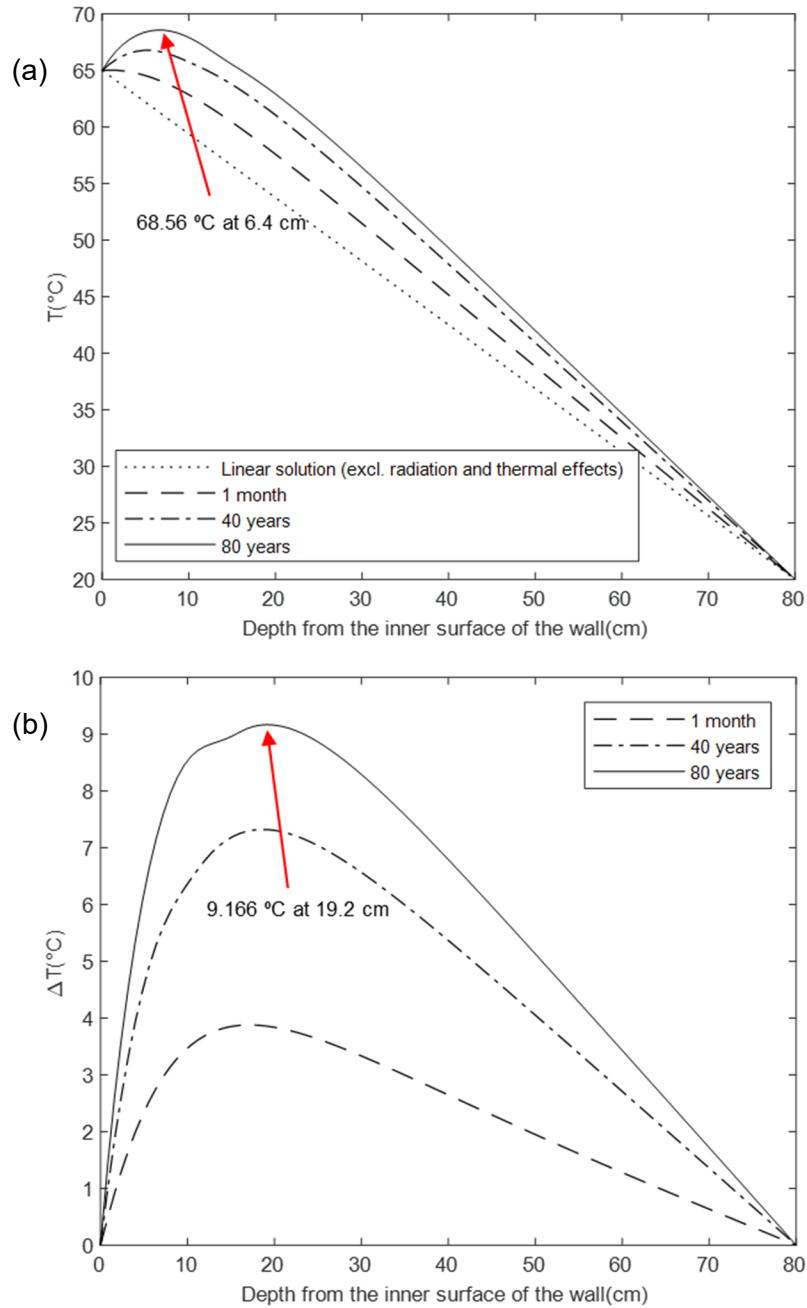 (a)
70
65
60
55
50
45
40
35
30
25
20
T(°C)
68.56 ºC at 6.4 cm
Linear solution (excl. radiation and thermal effects)
1 month
40 years
80 years
0 10 20 30 40 50 60 70 80
Depth from the inner surface of the wall(cm)
(b)
10
9
8
7
6
5
4
3
2
1
0
ΔT(°C)
1 month
40 years
80 years
9.166 ºC at 19.2 cm
0 10 20 30 40 50 60 70 80
Depth from the inner surface of the wall(cm)